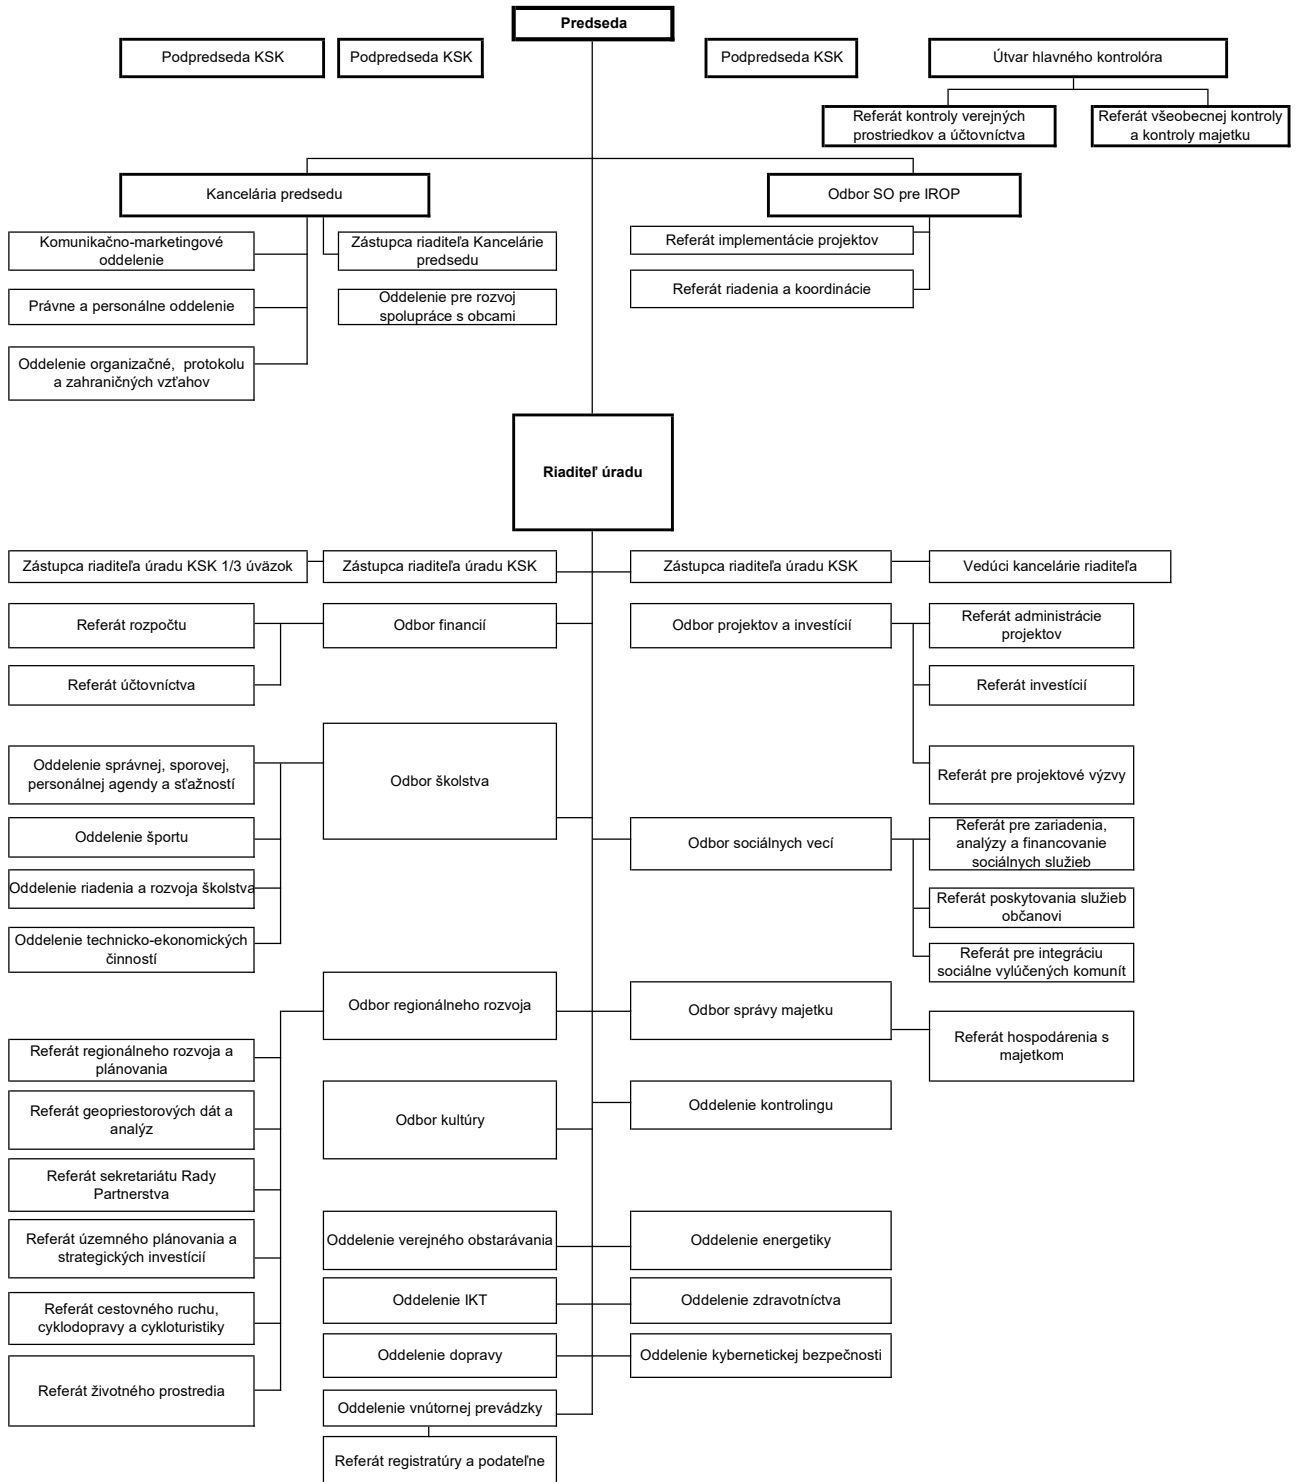 Predseda
Podpredseda KSK
Podpredseda KSK
Podpredseda KSK
Útvar hlavného kontrolóra
Referát kontroly verejných
prostriedkov a účtovníctva
Referát všeobecnej kontroly
a kontroly majetku
Kancelária predsedu
Odbor SO pre IROP
Komunikačno-marketingové
oddelenie
Zástupca riaditeľa Kancelárie
predsedu
Referát implementácie projektov
Právne a personálne oddelenie
Oddelenie pre rozvoj
spolupráce s obcami
Referát riadenia a koordinácie
Oddelenie organizačné, protokolu
a zahraničných vzťahov
Riaditeľ úradu
Zástupca riaditeľa úradu KSK 1/3 úväzok
Zástupca riaditeľa úradu KSK
Zástupca riaditeľa úradu KSK
Vedúci kancelárie riaditeľa
Referát rozpočtu
Odbor financií
Odbor projektov a investícií
Referát administrácie
projektov
Referát účtovníctva
Referát investícií
Oddelenie správnej, sporovej,
personálnej agendy a sťažností
Odbor školstva
Referát pre projektové výzvy
Oddelenie športu
Odbor sociálnych vecí
Referát pre zariadenia,
analýzy a financovanie
sociálnych služieb
Oddelenie riadenia a rozvoja školstva
Referát poskytovania služieb
občanovi
Oddelenie technicko-ekonomických
činností
Referát pre integráciu
sociálne vylúčených komunít
Odbor regionálneho rozvoja
Odbor správy majetku
Referát hospodárenia s
majetkom
Referát regionálneho rozvoja a
plánovania
Referát geopriestorových dát a
analýz
Odbor kultúry
Oddelenie kontrolingu
Referát sekretariátu Rady
Partnerstva
Referát územného plánovania a
strategických investícií
Oddelenie verejného obstarávania
Oddelenie energetiky
Referát cestovného ruchu,
cyklodopravy a cykloturistiky
Oddelenie IKT
Oddelenie zdravotníctva
Oddelenie dopravy
Oddelenie kybernetickej bezpečnosti
Referát životného prostredia
Oddelenie vnútornej prevádzky
Referát registratúry a podateľne